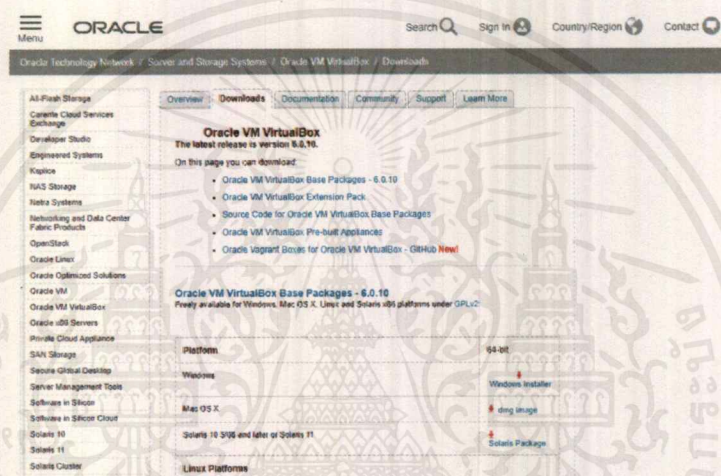 ORACLE
Menu
Search
Sign In
Country/Region
Contact
Oracle Technology Network / Server and Storage Systems / Oracle VM VirtualBox / Downloads
All-Flash Storage
Corente Cloud Services
Exchange
Developer Studio
Engineered Systems
Ksplice
NAS Storage
Netra Systems
Networking and Data Center
Fabric Products
OpenStack
Oracle Linux
Oracle Optimized Solutions
Oracle VM
Oracle VM VirtualBox
Oracle x86 Servers
Private Cloud Appliance
SAN Storage
Secure Global Desktop
Server Management Tools
Software in Silicon
Software in Silicon Cloud
Solaris 10
Solaris 11
Solaris Cluster
Overview Downloads Documentation Community Support Learn More
Oracle VM VirtualBox
The latest release is version 6.0.10.
On this page you can download:
Oracle VM VirtualBox Base Packages - 6.0.10
Oracle VM VirtualBox Extension Pack
Source Code for Oracle VM VirtualBox Base Packages
Oracle VM VirtualBox Pre-built Appliances
Oracle Vagrant Boxes for Oracle VM VirtualBox - GitHub New!
Oracle VM VirtualBox Base Packages - 6.0.10
Freely available for Windows, Mac OS X, Linux and Solaris x86 platforms under GPLv2:
Platform 64-bit
Windows Windows Installer
Mac OS X dmg image
Solaris 10 5/08 and later or Solaris 11 Solaris Package
Linux Platforms